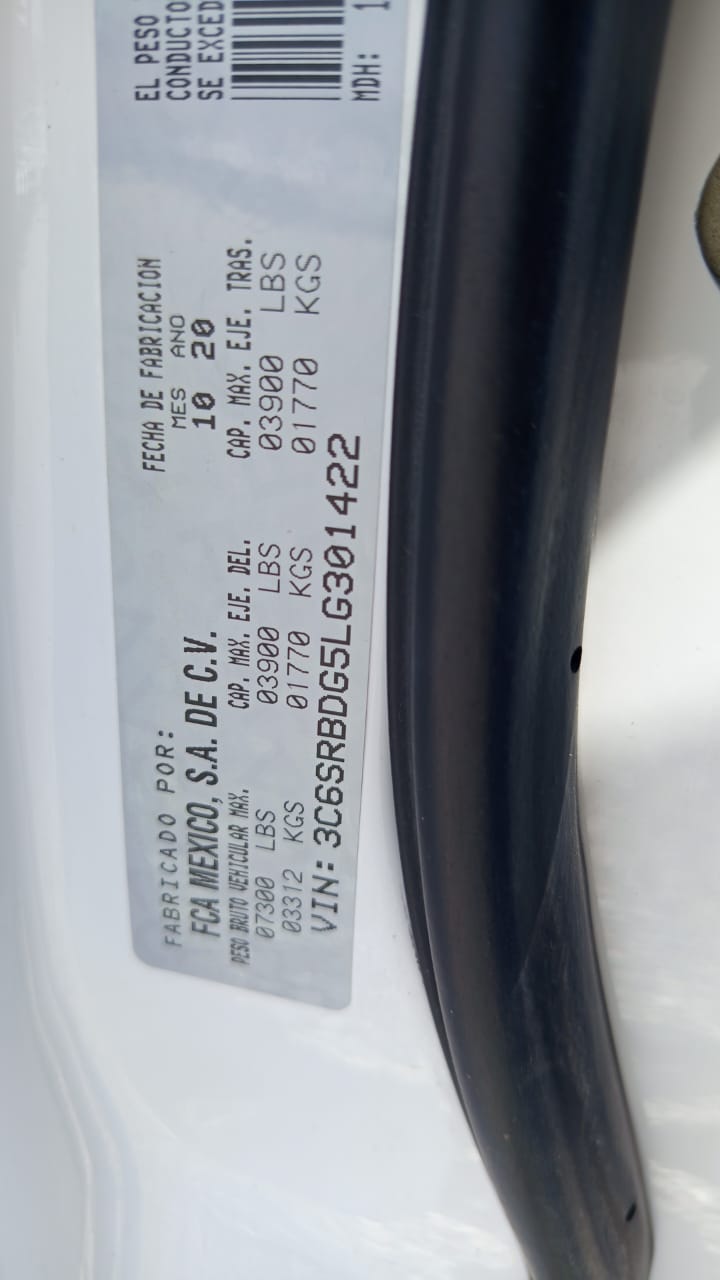 FABRICADO POR:
FCA MEXICO, S.A. DE C.V.
FECHA DE FABRICACION
MES ANO
10 20
PESO BRUTO VEHICULAR MAX.
07300 LBS
03312 KGS
CAP. MAX. EJE. DEL.
03900 LBS
01770 KGS
CAP. MAX. EJE. TRAS.
03900 LBS
01770 KGS
VIN: 3C6SRBDG5LG301422
EL PESO
CONDUCTO
SE EXCED
MDH: 1